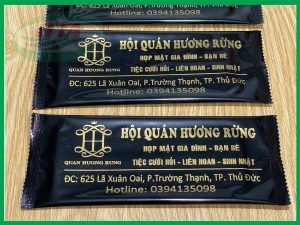 HỘI QUÁN HƯƠNG RỪNG
HỌP MẶT GIA ĐÌNH - BẠN BÈ
QUAN HUONG RUNG
TIỆC CƯỚI HỎI - LIÊN HOAN - SINH NHẬT
ĐC: 625 Lã Xuân Oai, P.Trường Thạnh, TP. Thủ Đức
Hotline: 0394135098
HỘI QUÁN HƯƠNG RỪNG
HỌP MẶT GIA ĐÌNH - BẠN BÈ
QUAN HUONG RUNG
TIỆC CƯỚI HỎI - LIÊN HOAN - SINH NHẬT
ĐC: 625 Lã Xuân Oai, P.Trường Thạnh, TP. Thủ Đức
Hotline: 0394135098